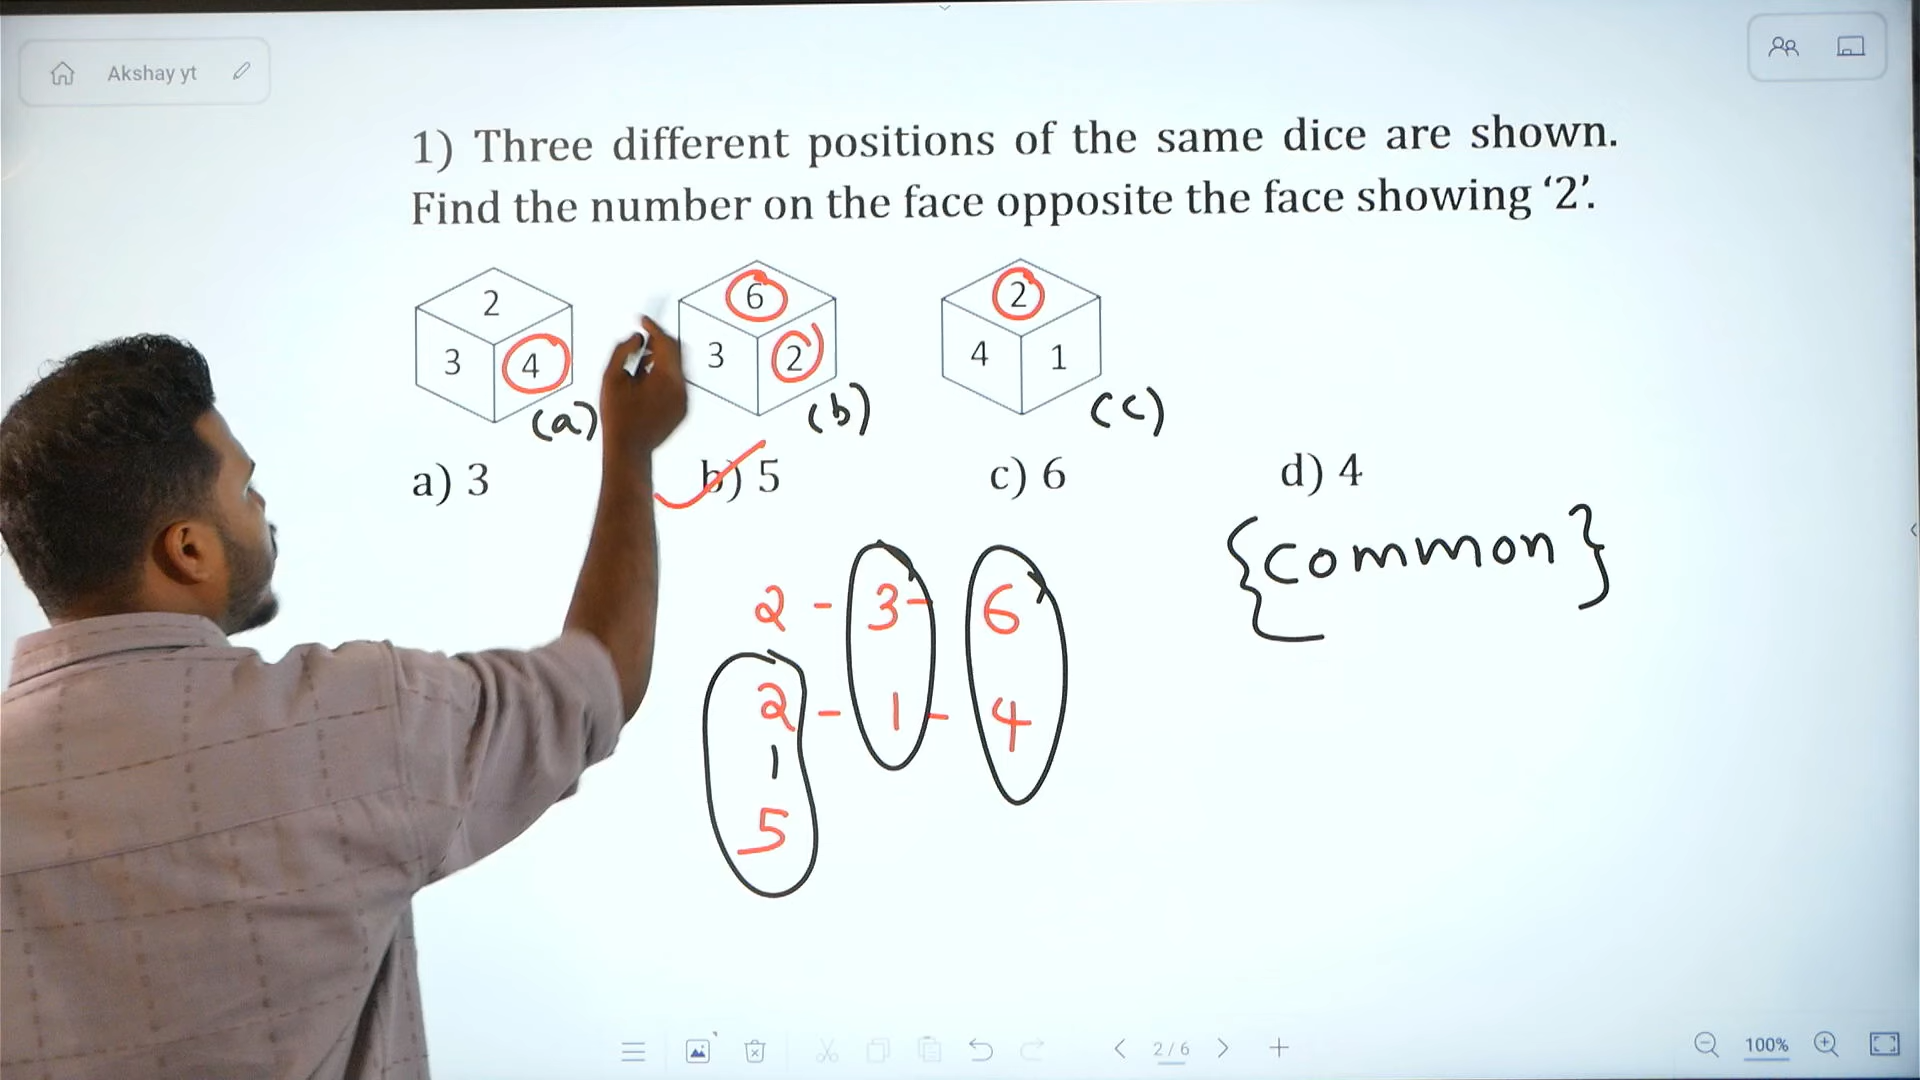 Akshay yt
1) Three different positions of the same dice are shown.
Find the number on the face opposite the face showing ‘2’.
2
3 4
(a)
6
3 2
(b)
2
4 1
(c)
a) 3 b) 5 c) 6 d) 4
{common}
2 - 3 - 6
2 - 1 - 4
1
5
2 / 6
100%